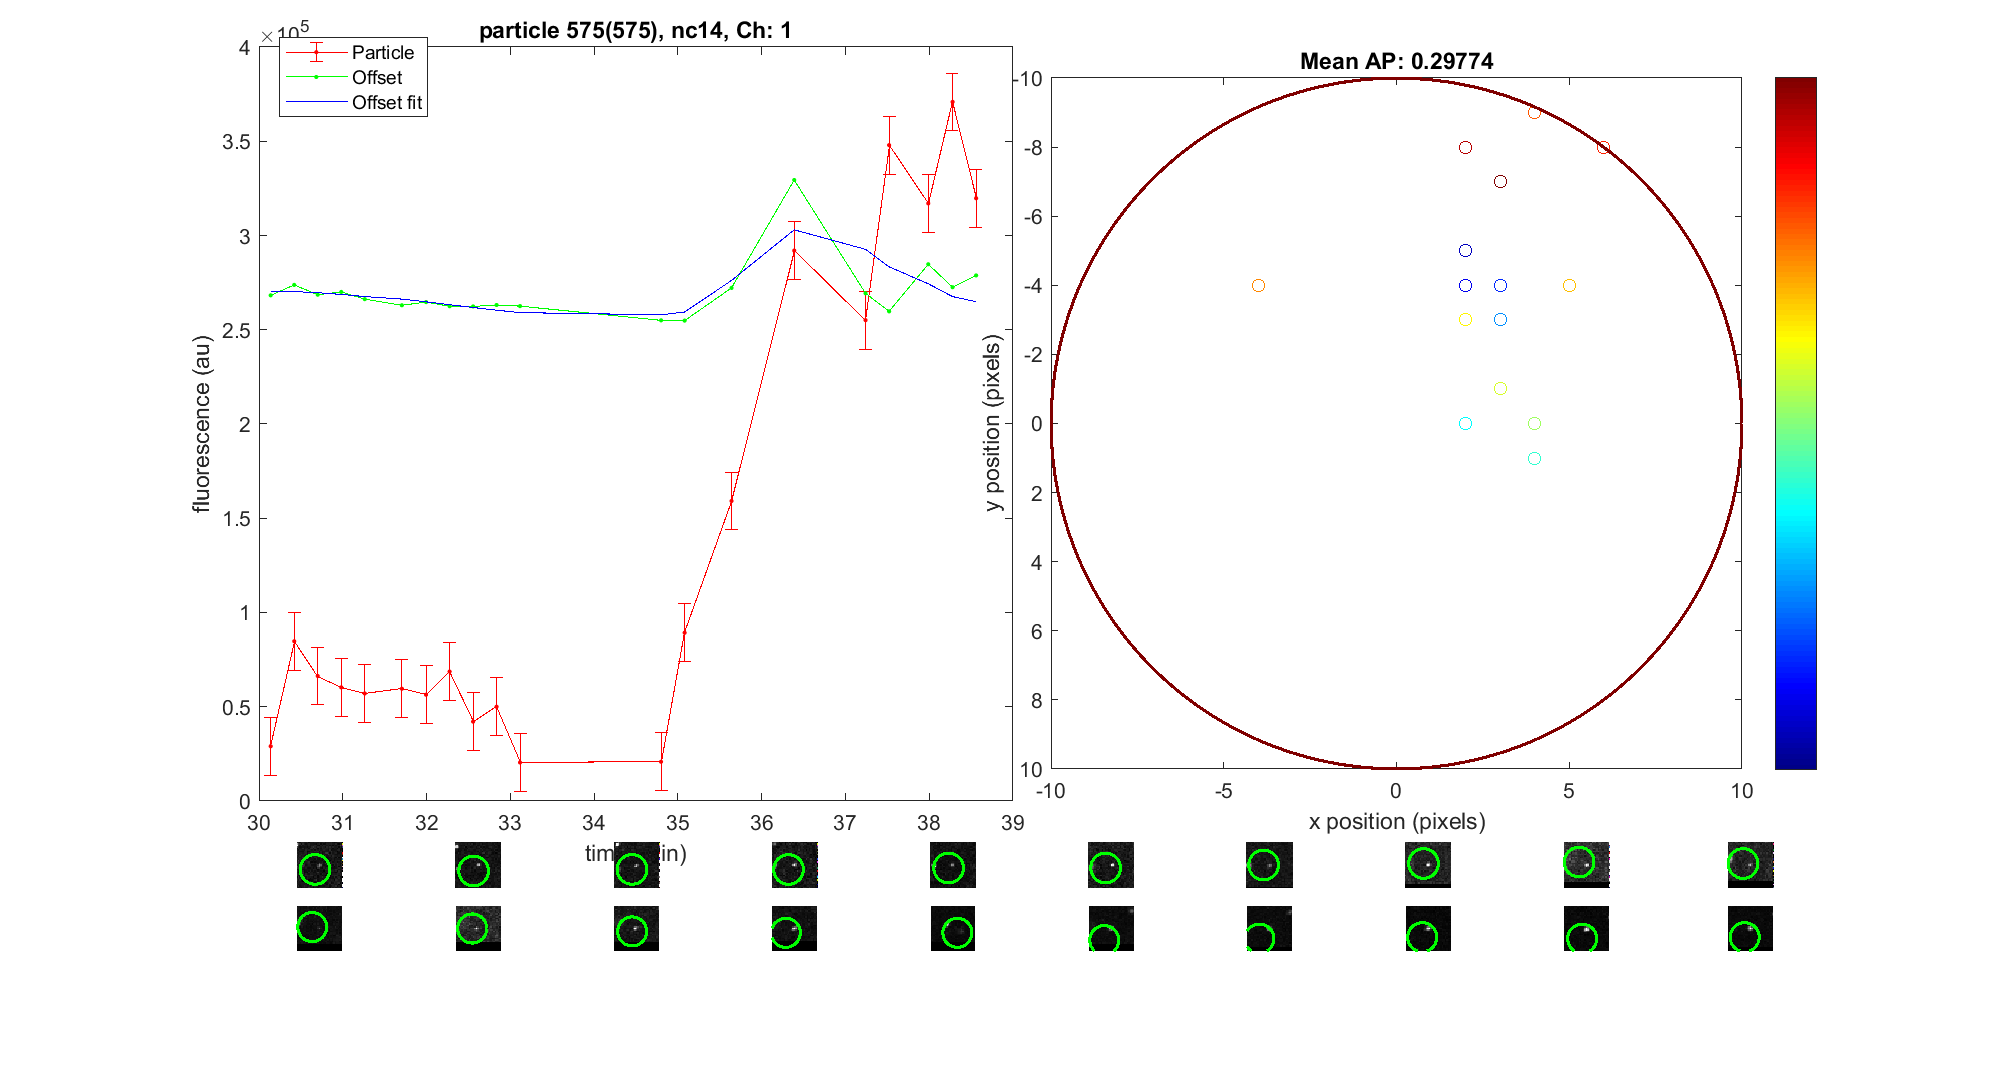 particle 575(575), nc14, Ch: 1
×10^5
Particle
Offset
Offset fit
4
3.5
3
2.5
2
1.5
1
0.5
0
fluorescence (au)
30 31 32 33 34 35 36 37 38 39
Mean AP: 0.29774
-10
-8
-6
-4
-2
0
2
4
6
8
10
y position (pixels)
-10 -5 0 5 10
x position (pixels)